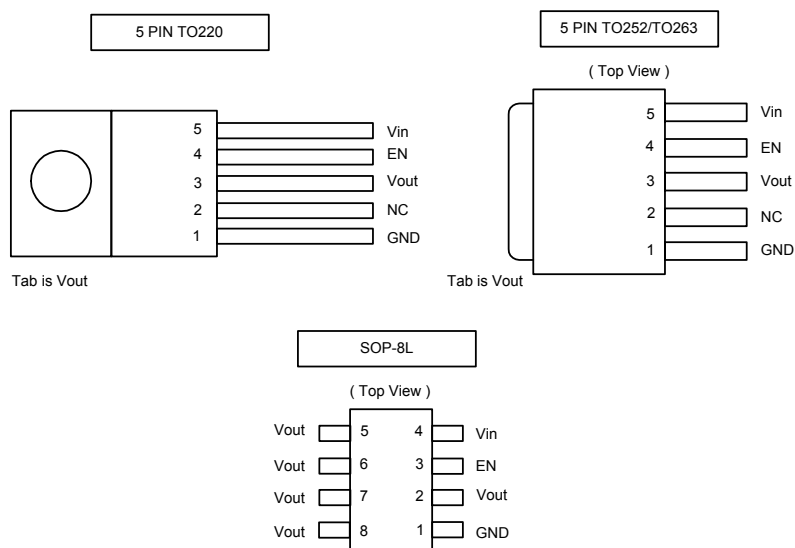 5 PIN TO220
5
Vin
4
EN
3
Vout
2
NC
1
GND
Tab is Vout
5 PIN TO252/TO263
( Top View )
5
Vin
4
EN
3
Vout
2
NC
1
GND
Tab is Vout
SOP-8L
( Top View )
Vout 5 4 Vin
Vout 6 3 EN
Vout 7 2 Vout
Vout 8 1 GND